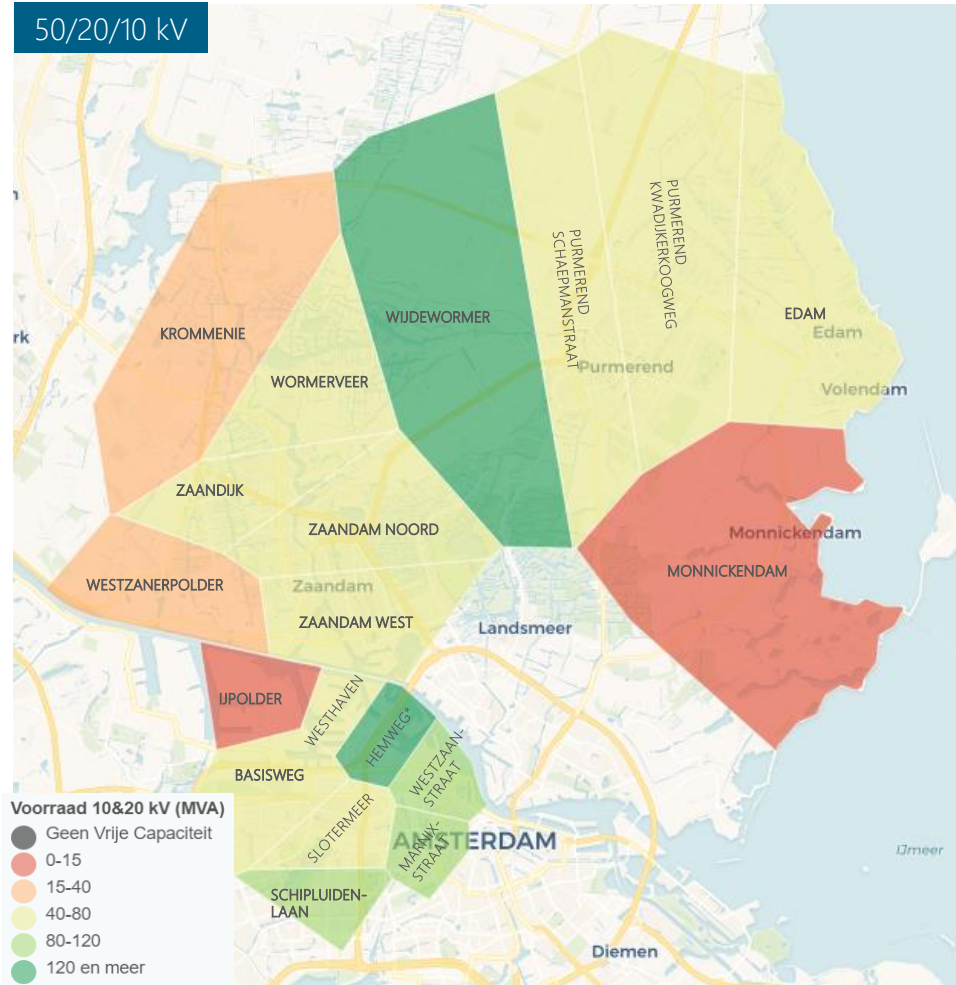 50/20/10 kV
rk
KROMMENIE
WIJDEWORMER
PURMEREND
SCHAEPMANSTRAAT
PURMEREND
KWADIJKERKOOGWEG
EDAM
Edam
WORMERVEER
Purmerend
Volendam
ZAANDIJK
ZAANDAM NOORD
Monnickendam
WESTZANERPOLDER
Zaandam
MONNICKENDAM
ZAANDAM WEST
Landsmeer
IJPOLDER
WESTHAVEN
HEMWEG*
WESTZAAN-
STRAAT
BASISWEG
SLOTERMEER
AMSTERDAM
MARNIX-
STRAAT
IJmeer
SCHIPLUIDEN-
LAAN
Diemen
Voorraad 10&20 kV (MVA)
Geen Vrije Capaciteit
0-15
15-40
40-80
80-120
120 en meer